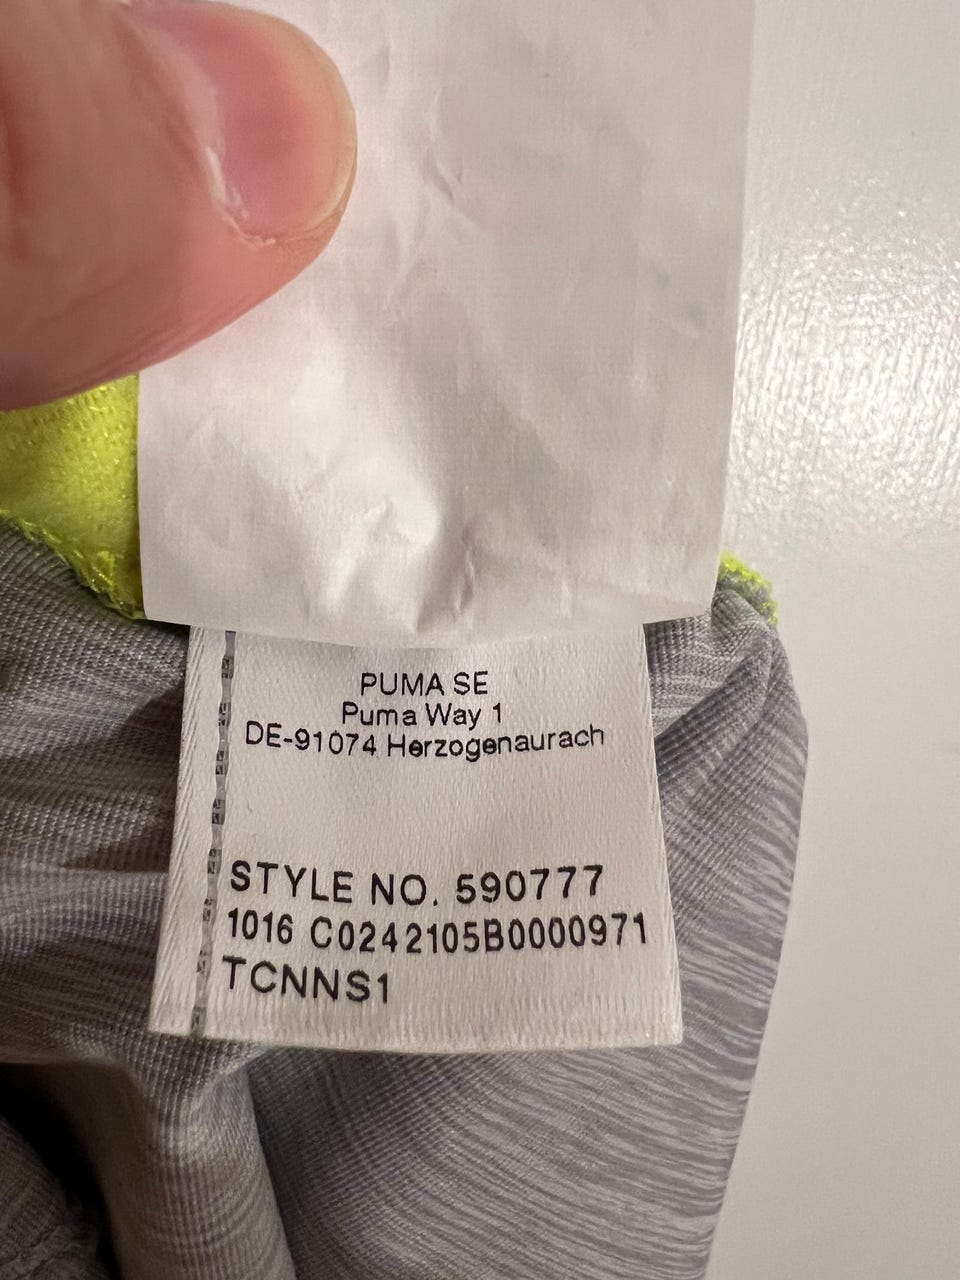 PUMA SE
Puma Way 1
DE-91074 Herzogenaurach
STYLE NO. 590777
1016 C0242105B0000971
TCNNS1